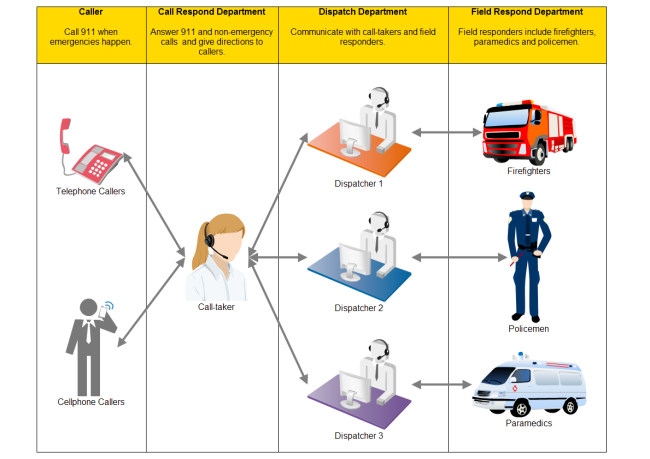 Caller
Call 911 when
emergencies happen.
Call Respond Department
Answer 911 and non-emergency
calls and give directions to
callers.
Dispatch Department
Communicate with call-takers and field
responders.
Field Respond Department
Field responders include firefighters,
paramedics and policemen.
Telephone Callers
Cellphone Callers
Call-taker
Dispatcher 1
Dispatcher 2
Dispatcher 3
Firefighters
Policemen
Paramedics